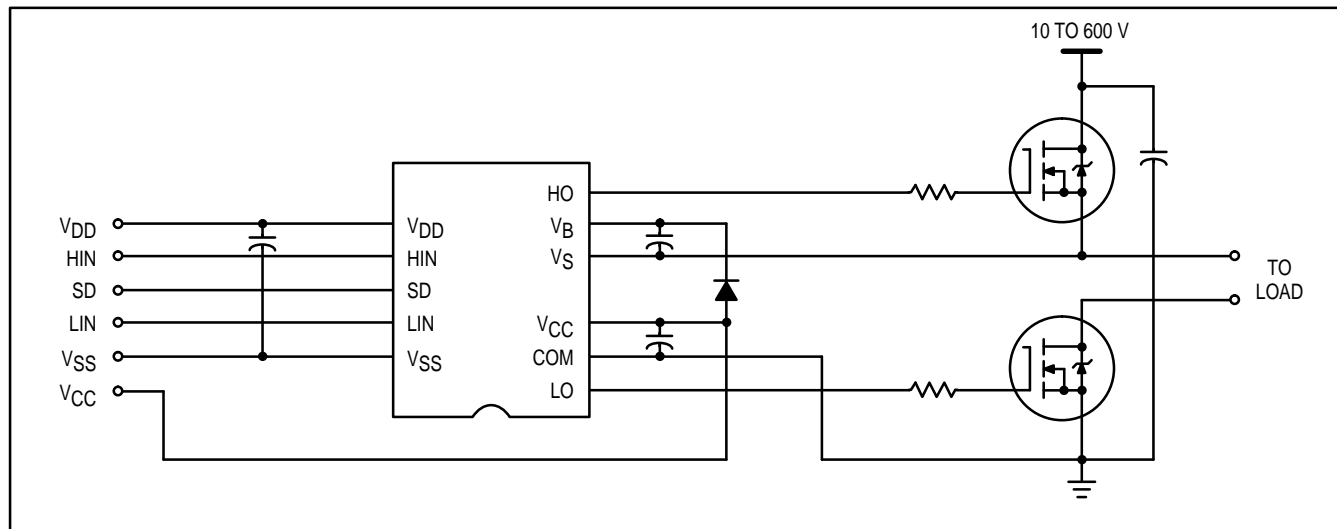 10 TO 600 V
HO
VDD
VDD
VB
HIN
HIN
VS
SD
SD
TO
LOAD
LIN
LIN
VCC
VSS
VSS
COM
VCC
LO